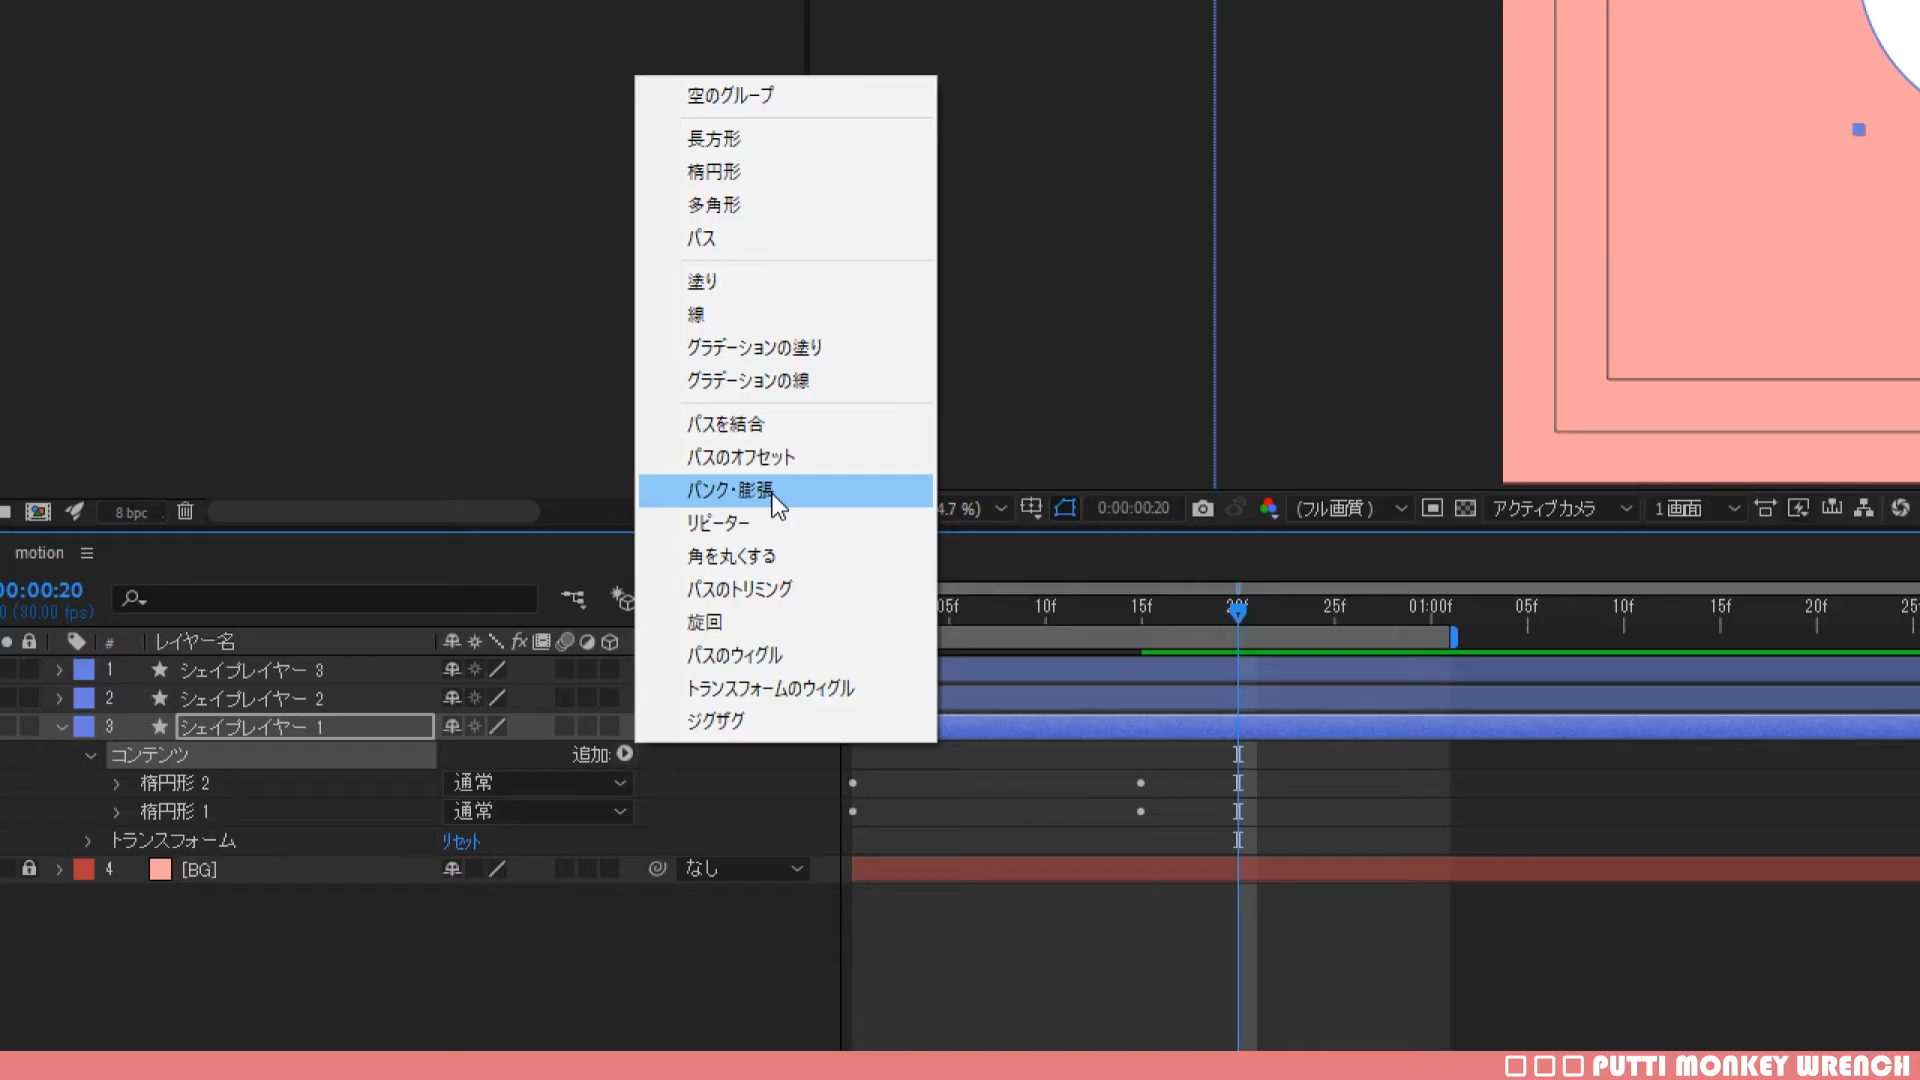 空のグループ
長方形
楕円形
多角形
パス
塗り
線
グラデーションの塗り
グラデーションの線
パスを結合
パスのオフセット
パンク・膨張
リピーター
角を丸くする
パスのトリミング
旋回
パスのウィグル
トランスフォームのウィグル
ジグザグ
8 bpc
4.7 %)
0:00:00:20
(フル画質)
アクティブカメラ
1画面
motion
00:00:20
0 (30.00 fps)
05f 10f 15f 20f 25f 01:00f 05f 10f 15f 20f 25
# レイヤー名
fx
1 シェイプレイヤー 3
2 シェイプレイヤー 2
3 シェイプレイヤー 1
コンテンツ 追加:
楕円形 2 通常
楕円形 1 通常
トランスフォーム リセット
4 [BG] なし
PUTTI MONKEY WRENCH